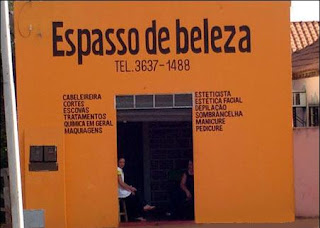 Espasso de beleza
TEL. 3637-1488
CABELEIREIRA
CORTES
ESCOVAS
TRATAMENTOS
QUIMICA EM GERAL
MAQUIAGENS
ESTETICISTA
ESTÉTICA FACIAL
DEPILAÇÃO
SOMBRANCELHA
MANICURE
PEDICURE